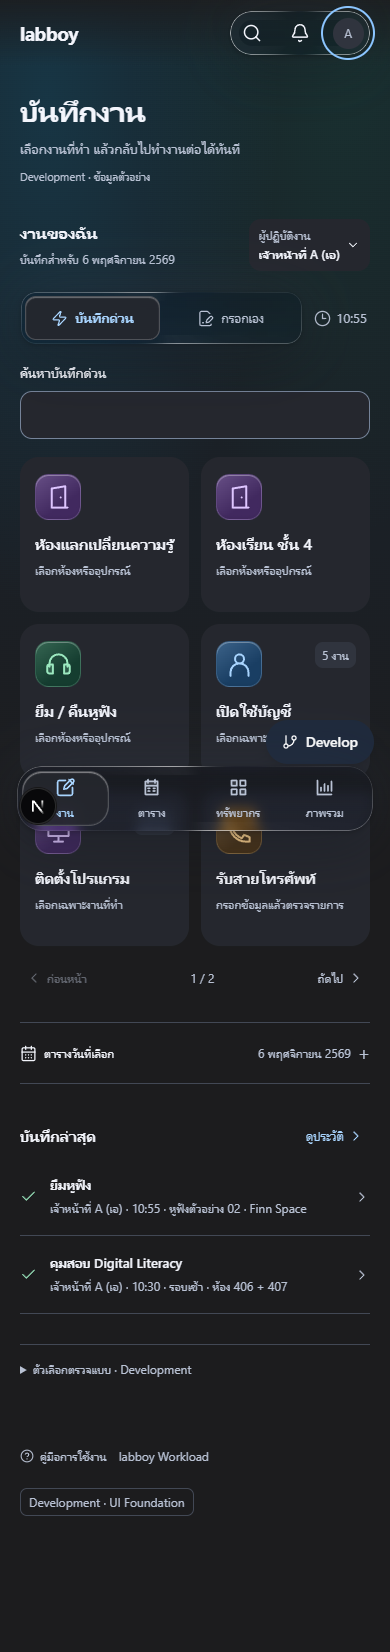 labboy
A
บันทึกงาน
เลือกงานที่ทำ แล้วกลับไปทำงานต่อได้ทันที
Development · ข้อมูลตัวอย่าง
งานของฉัน
บันทึกสำหรับ 6 พฤศจิกายน 2569
ผู้ปฏิบัติงาน
เจ้าหน้าที่ A (เอ)
บันทึกด่วน
กรอกเอง
10:55
ค้นหาบันทึกด่วน
ห้องแลกเปลี่ยนความรู้
เลือกห้องหรืออุปกรณ์
ห้องเรียน ชั้น 4
เลือกห้องหรืออุปกรณ์
ยืม / คืนหูฟัง
เลือกห้องหรืออุปกรณ์
5 งาน
เปิดใช้บัญชี
เลือกเฉพาะ
Develop
N
งาน
ตาราง
ทรัพยากร
ภาพรวม
ติดตั้งโปรแกรม
เลือกเฉพาะงานที่ทำ
รับสายโทรศัพท์
กรอกข้อมูลแล้วตรวจรายการ
ก่อนหน้า
1 / 2
ถัดไป
ตารางวันที่เลือก
6 พฤศจิกายน 2569
บันทึกล่าสุด
ดูประวัติ
ยืมหูฟัง
เจ้าหน้าที่ A (เอ) · 10:55 · หูฟังตัวอย่าง 02 · Finn Space
คุมสอบ Digital Literacy
เจ้าหน้าที่ A (เอ) · 10:30 · รอบเช้า · ห้อง 406 + 407
ตัวเลือกตรวจแบบ · Development
คู่มือการใช้งาน
labboy Workload
Development · UI Foundation